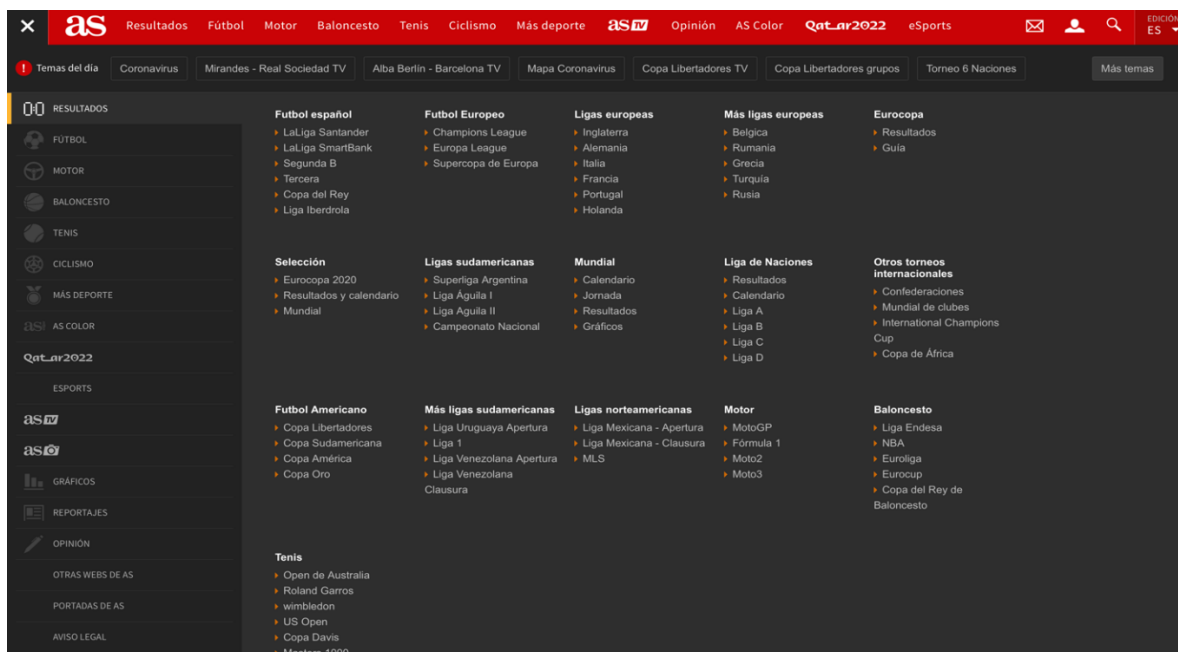 as Resultados Fútbol Motor Baloncesto Tenis Ciclismo Más deporte as TV Opinión AS Color Qat_ar2022 eSports EDICIÓN
ES
! Temas del día Coronavirus Mirandes - Real Sociedad TV Alba Berlín - Barcelona TV Mapa Coronavirus Copa Libertadores TV Copa Libertadores grupos Torneo 6 Naciones Más temas
RESULTADOS
FÚTBOL
MOTOR
BALONCESTO
TENIS
CICLISMO
MÁS DEPORTE
as AS COLOR
Qat_ar2022
ESPORTS
as TV
as
GRÁFICOS
REPORTAJES
OPINIÓN
OTRAS WEBS DE AS
PORTADAS DE AS
AVISO LEGAL
Futbol español
LaLiga Santander
LaLiga SmartBank
Segunda B
Tercera
Copa del Rey
Liga Iberdrola
Futbol Europeo
Champions League
Europa League
Supercopa de Europa
Ligas europeas
Inglaterra
Alemania
Italia
Francia
Portugal
Holanda
Más ligas europeas
Belgica
Rumania
Grecia
Turquía
Rusia
Eurocopa
Resultados
Guía
Selección
Eurocopa 2020
Resultados y calendario
Mundial
Ligas sudamericanas
Superliga Argentina
Liga Águila I
Liga Aguila II
Campeonato Nacional
Mundial
Calendario
Jornada
Resultados
Gráficos
Liga de Naciones
Resultados
Calendario
Liga A
Liga B
Liga C
Liga D
Otros torneos
internacionales
Confederaciones
Mundial de clubes
International Champions
Cup
Copa de África
Futbol Americano
Copa Libertadores
Copa Sudamericana
Copa América
Copa Oro
Más ligas sudamericanas
Liga Uruguaya Apertura
Liga 1
Liga Venezolana Apertura
Liga Venezolana
Clausura
Ligas norteamericanas
Liga Mexicana - Apertura
Liga Mexicana - Clausura
MLS
Motor
MotoGP
Fórmula 1
Moto2
Moto3
Baloncesto
Liga Endesa
NBA
Euroliga
Eurocup
Copa del Rey de
Baloncesto
Tenis
Open de Australia
Roland Garros
wimbledon
US Open
Copa Davis
Masters 1000